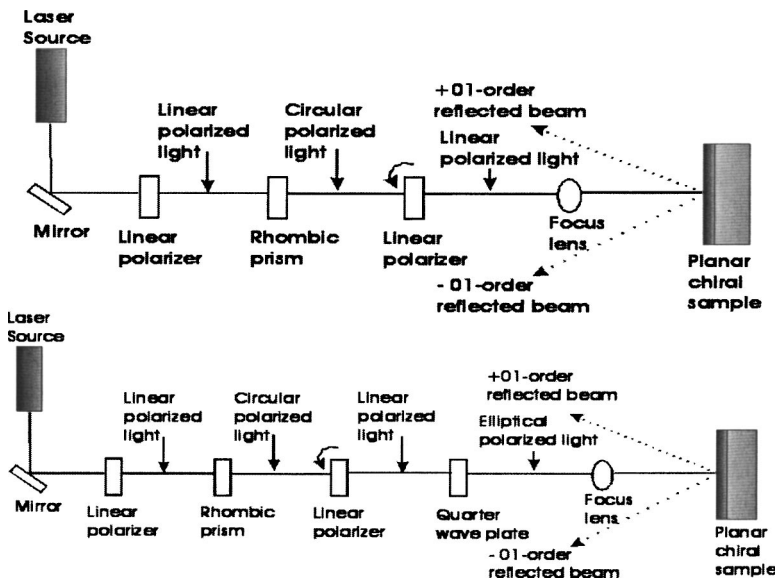 Laser
Source
Linear
polarized
light
Circular
polarized
light
+01-order
reflected beam
Linear
polarized light
Mirror
Linear
polarizer
Rhombic
prism
Linear
polarizer
Focus
lens
- 01-order
reflected beam
Planar
chiral
sample
Laser
Source
Linear
polarized
light
Circular
polarized
light
Linear
polarized
light
+01-order
reflected beam
Elliptical
polarized light
Mirror
Linear
polarizer
Rhombic
prism
Linear
polarizer
Quarter
wave plate
Focus
lens
- 01-order
reflected beam
Planar
chiral
sample